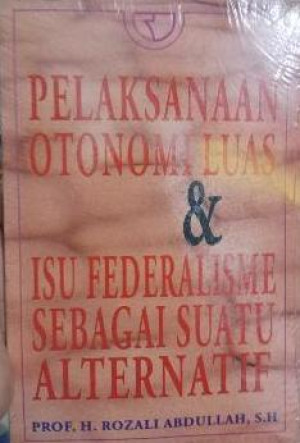 PELAKSANAAN
OTONOMI LUAS
&
ISU FEDERALISME
SEBAGAI SUATU
ALTERNATIF
PROF. H. ROZALI ABDULLAH, S.H